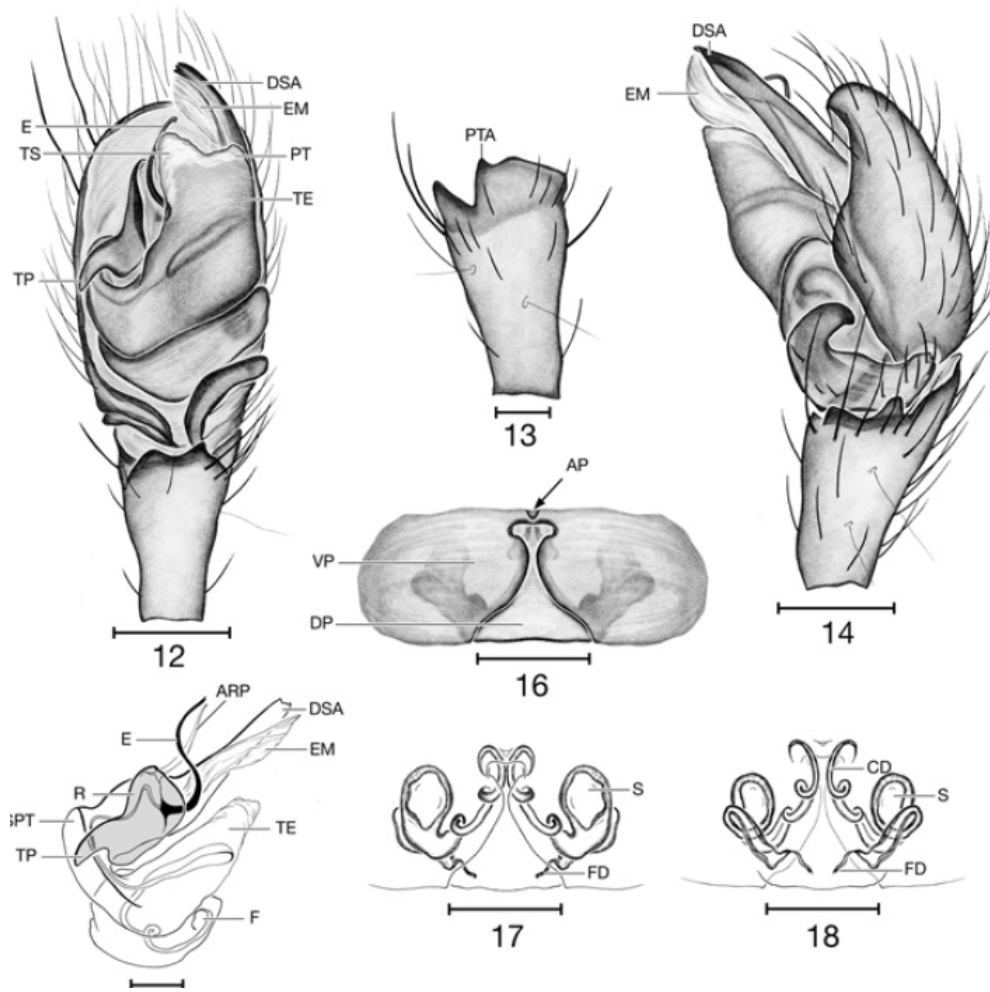 DSA
EM
E
TS
PT
TE
TP
12
PTA
13
DSA
EM
14
AP
VP
DP
16
ARP
DSA
E
EM
R
SPT
TE
TP
F
S
FD
17
CD
S
FD
18